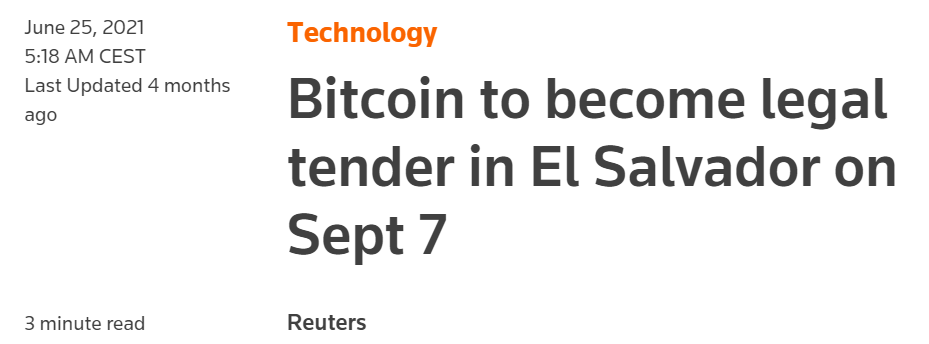 June 25, 2021
5:18 AM CEST
Last Updated 4 months
ago
Technology
Bitcoin to become legal
tender in El Salvador on
Sept 7
3 minute read
Reuters